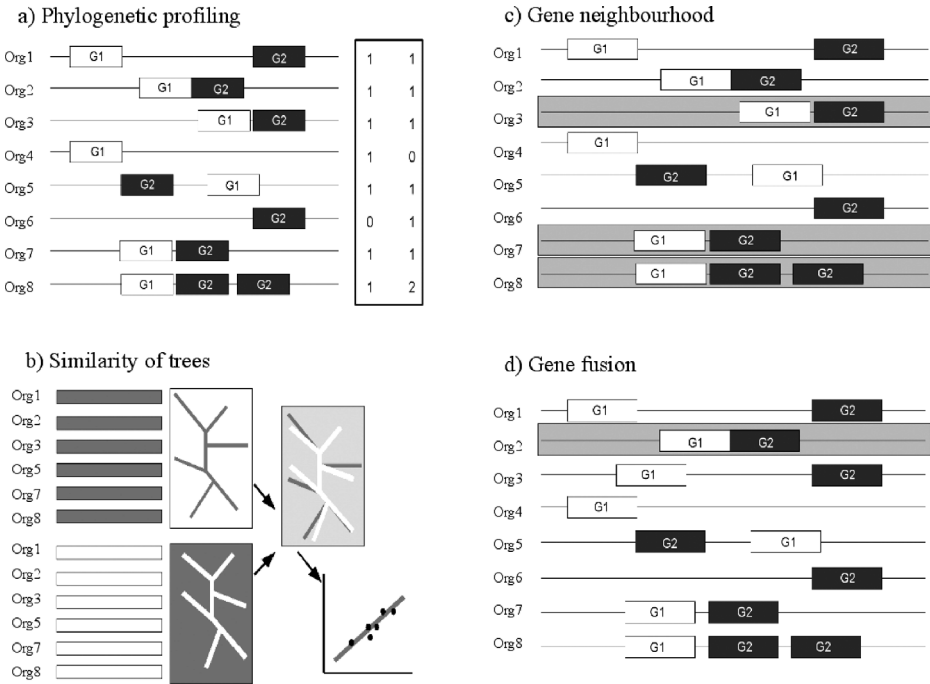 a) Phylogenetic profiling
Org1 G1 G2 1 1
Org2 G1 G2 1 1
Org3 G1 G2 1 1
Org4 G1 1 0
Org5 G2 G1 1 1
Org6 G2 0 1
Org7 G1 G2 1 1
Org8 G1 G2 G2 1 2
b) Similarity of trees
Org1
Org2
Org3
Org5
Org7
Org8
Org1
Org2
Org3
Org5
Org7
Org8
c) Gene neighbourhood
Org1 G1 G2
Org2 G1 G2
Org3 G1 G2
Org4 G1
Org5 G2 G1
Org6 G2
Org7 G1 G2
Org8 G1 G2 G2
d) Gene fusion
Org1 G1 G2
Org2 G1 G2
Org3 G1 G2
Org4 G1
Org5 G2 G1
Org6 G2
Org7 G1 G2
Org8 G1 G2 G2